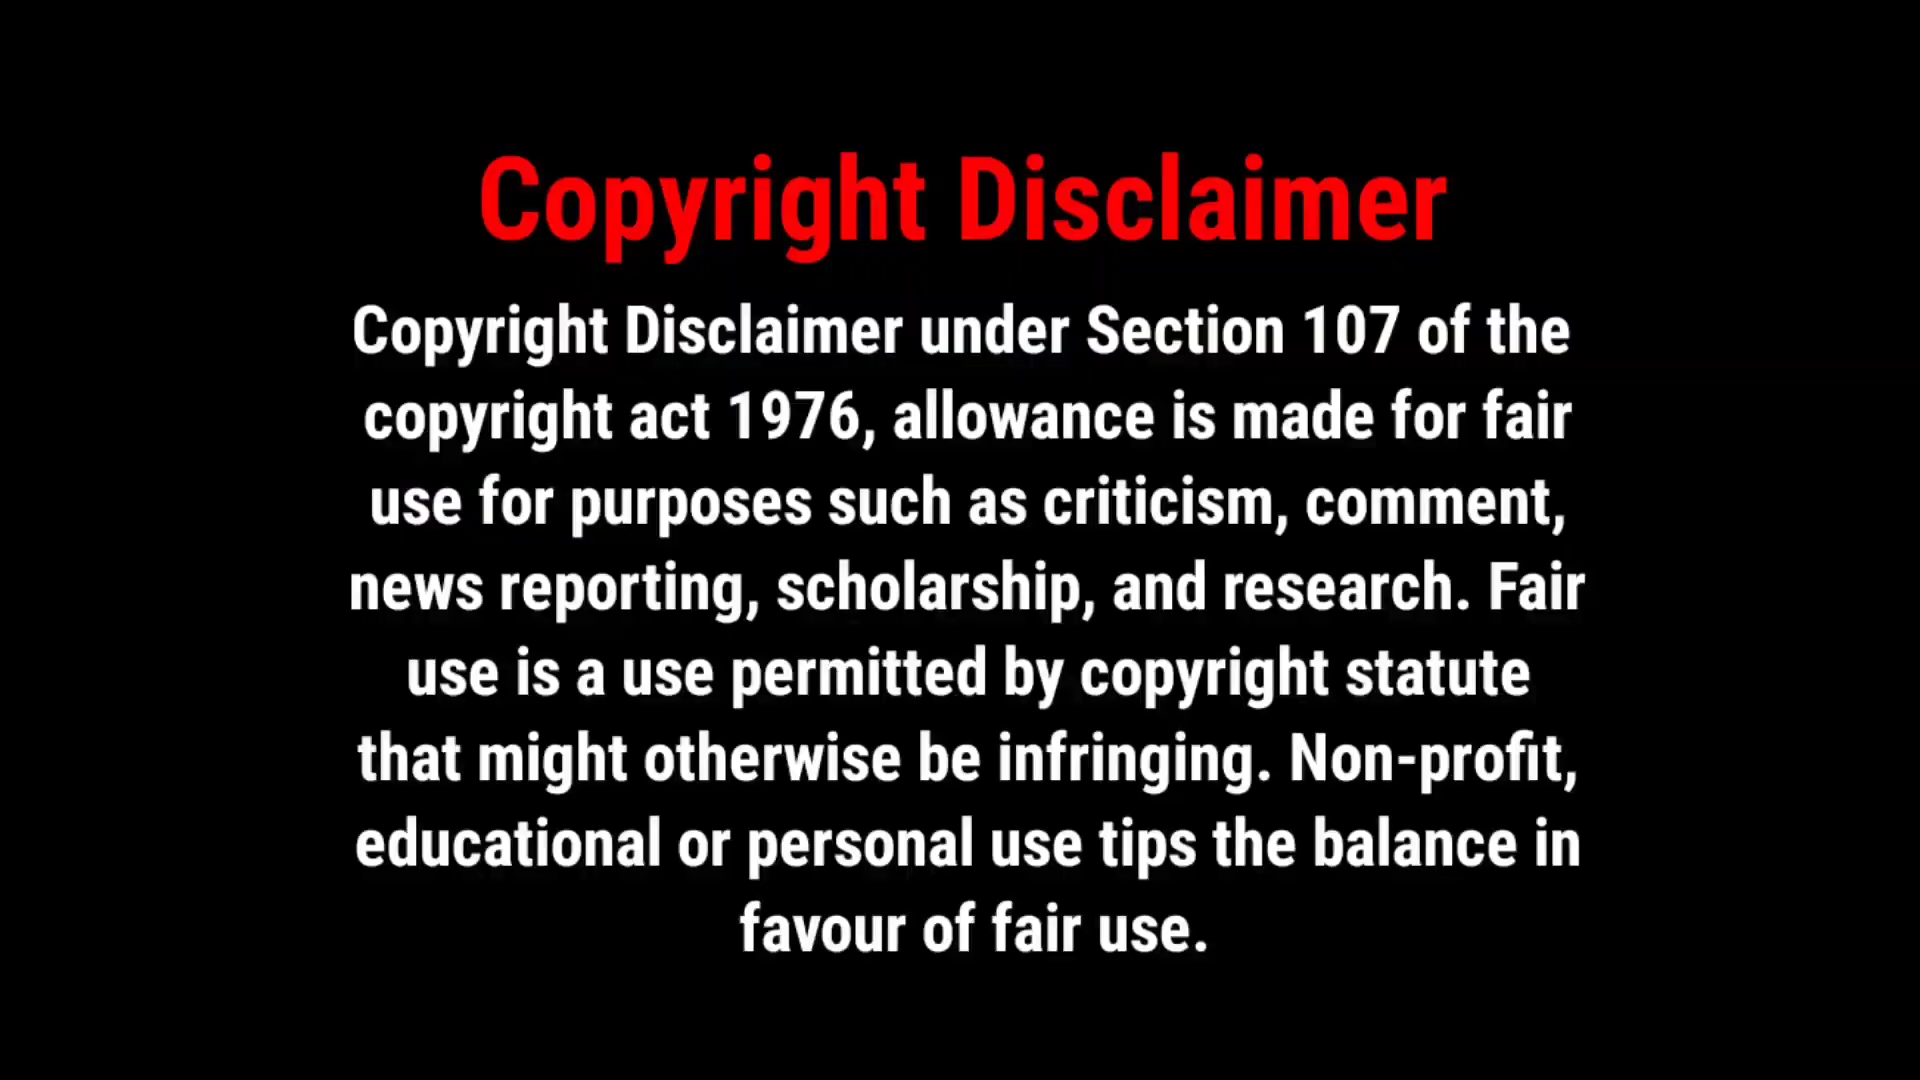 Copyright Disclaimer
Copyright Disclaimer under Section 107 of the
copyright act 1976, allowance is made for fair
use for purposes such as criticism, comment,
news reporting, scholarship, and research. Fair
use is a use permitted by copyright statute
that might otherwise be infringing. Non-profit,
educational or personal use tips the balance in
favour of fair use.